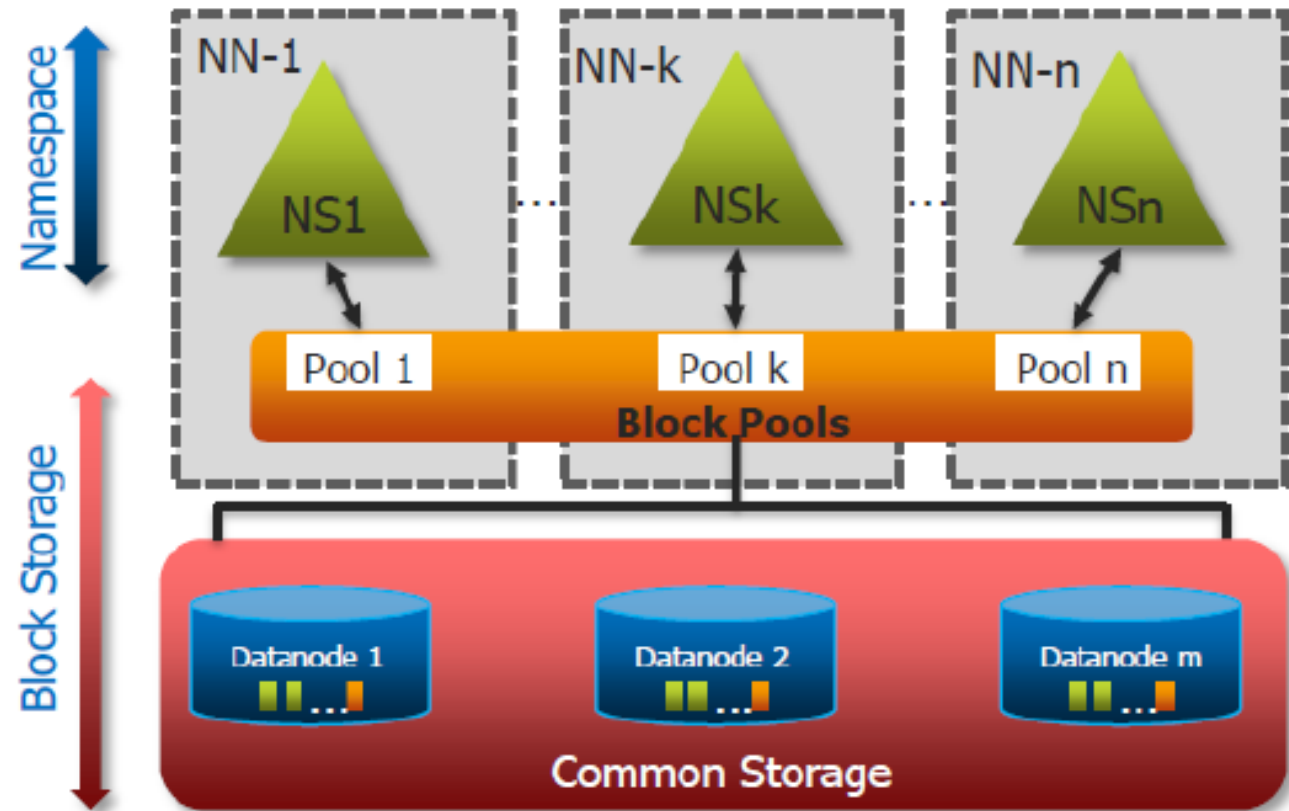 Namespace
NN-1
NN-k
NN-n
NS1
...
NSk
...
NSn
Pool 1
Pool k
Pool n
Block Pools
Block Storage
Datanode 1
...
Datanode 2
...
Datanode m
...
Common Storage